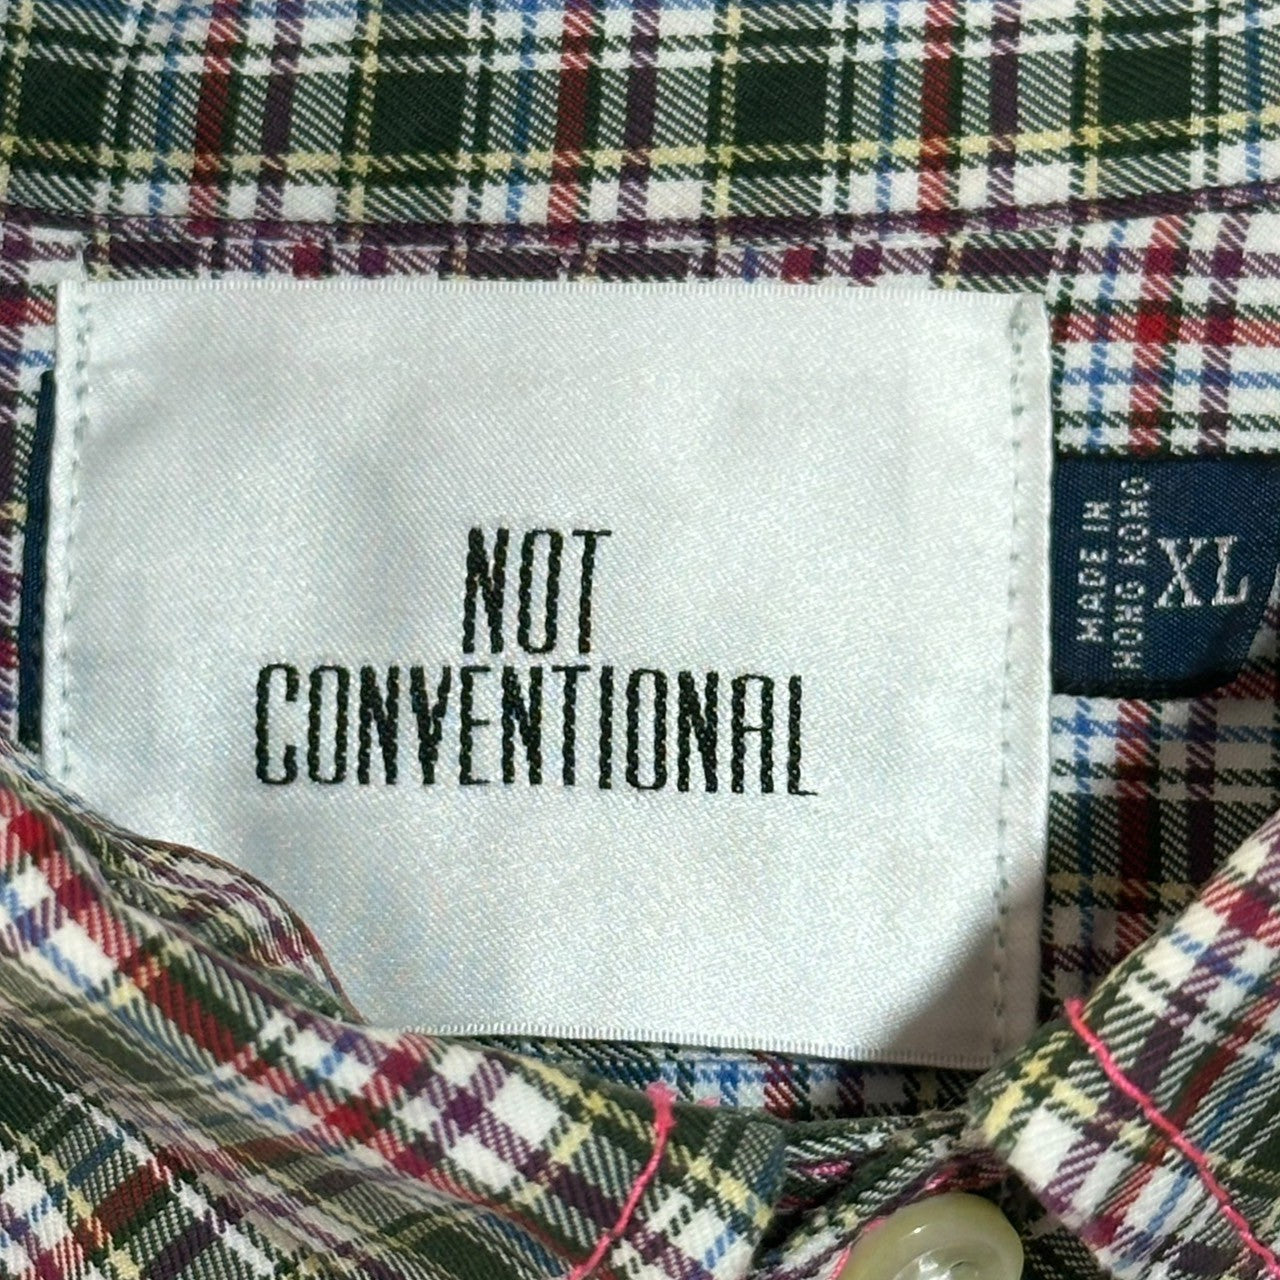 NOT
CONVENTIONAL
MADE IN
HONG KONG
XL